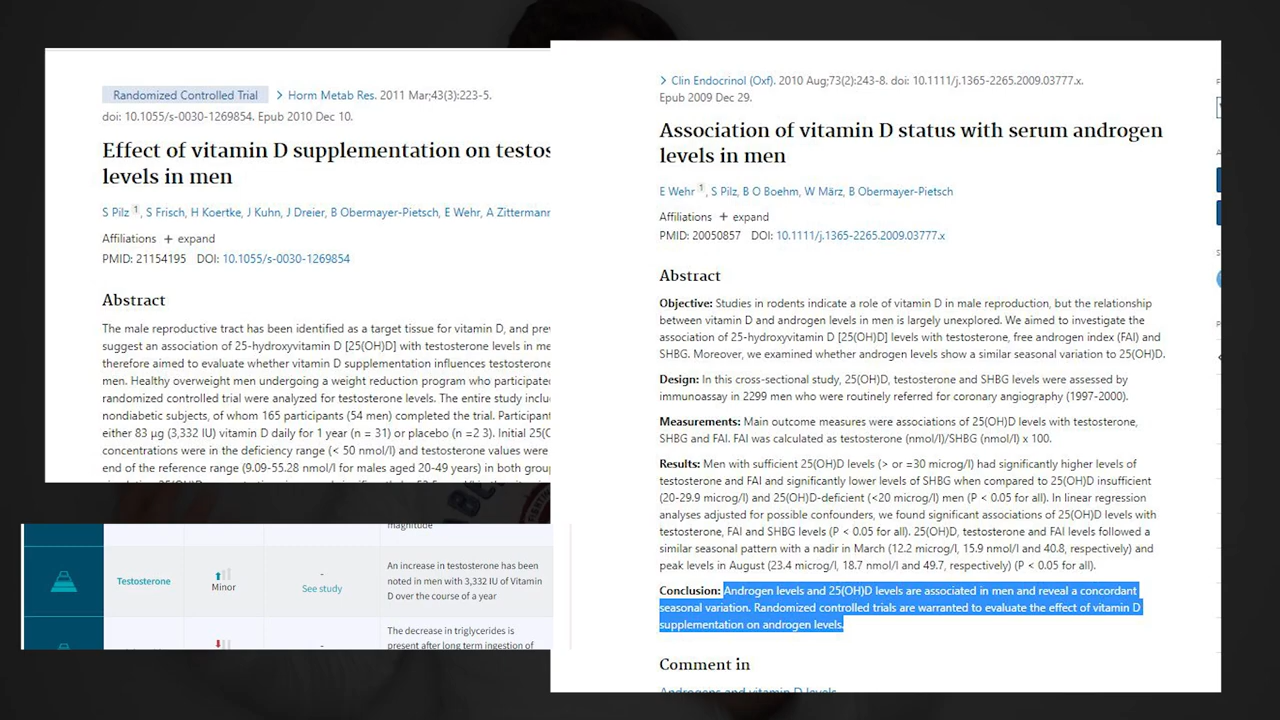 Randomized Controlled Trial > Horm Metab Res. 2011 Mar;43(3):223-5.
doi: 10.1055/s-0030-1269854. Epub 2010 Dec 10.
Effect of vitamin D supplementation on testos
levels in men
S Pilz 1, S Frisch, H Koertke, J Kuhn, J Dreier, B Obermayer-Pietsch, E Wehr, A Zittermann
Affiliations + expand
PMID: 21154195 DOI: 10.1055/s-0030-1269854
Abstract
The male reproductive tract has been identified as a target tissue for vitamin D, and prev
suggest an association of 25-hydroxyvitamin D [25(OH)D] with testosterone levels in me
therefore aimed to evaluate whether vitamin D supplementation influences testosterone
men. Healthy overweight men undergoing a weight reduction program who participated
randomized controlled trial were analyzed for testosterone levels. The entire study inclu
nondiabetic subjects, of whom 165 participants (54 men) completed the trial. Participant
either 83 μg (3,332 IU) vitamin D daily for 1 year (n = 31) or placebo (n =2 3). Initial 25(O
concentrations were in the deficiency range (< 50 nmol/l) and testosterone values were
end of the reference range (9.09-55.28 nmol/l for males aged 20-49 years) in both group
magnitude
Testosterone
Minor
-
See study
An increase in testosterone has been
noted in men with 3,332 IU of Vitamin
D over the course of a year
-
The decrease in triglycerides is
present after long term ingestion of
> Clin Endocrinol (Oxf). 2010 Aug;73(2):243-8. doi: 10.1111/j.1365-2265.2009.03777.x.
Epub 2009 Dec 29.
Association of vitamin D status with serum androgen
levels in men
E Wehr 1, S Pilz, B O Boehm, W März, B Obermayer-Pietsch
Affiliations + expand
PMID: 20050857 DOI: 10.1111/j.1365-2265.2009.03777.x
Abstract
Objective: Studies in rodents indicate a role of vitamin D in male reproduction, but the relationship
between vitamin D and androgen levels in men is largely unexplored. We aimed to investigate the
association of 25-hydroxyvitamin D [25(OH)D] levels with testosterone, free androgen index (FAI) and
SHBG. Moreover, we examined whether androgen levels show a similar seasonal variation to 25(OH)D.
Design: In this cross-sectional study, 25(OH)D, testosterone and SHBG levels were assessed by
immunoassay in 2299 men who were routinely referred for coronary angiography (1997-2000).
Measurements: Main outcome measures were associations of 25(OH)D levels with testosterone,
SHBG and FAI. FAI was calculated as testosterone (nmol/l)/SHBG (nmol/l) x 100.
Results: Men with sufficient 25(OH)D levels (> or =30 microg/l) had significantly higher levels of
testosterone and FAI and significantly lower levels of SHBG when compared to 25(OH)D insufficient
(20-29.9 microg/l) and 25(OH)D-deficient (<20 microg/l) men (P < 0.05 for all). In linear regression
analyses adjusted for possible confounders, we found significant associations of 25(OH)D levels with
testosterone, FAI and SHBG levels (P < 0.05 for all). 25(OH)D, testosterone and FAI levels followed a
similar seasonal pattern with a nadir in March (12.2 microg/l, 15.9 nmol/l and 40.8, respectively) and
peak levels in August (23.4 microg/l, 18.7 nmol/l and 49.7, respectively) (P < 0.05 for all).
Conclusion: Androgen levels and 25(OH)D levels are associated in men and reveal a concordant
seasonal variation. Randomized controlled trials are warranted to evaluate the effect of vitamin D
supplementation on androgen levels.
Comment in
Androgens and vitamin D levels.